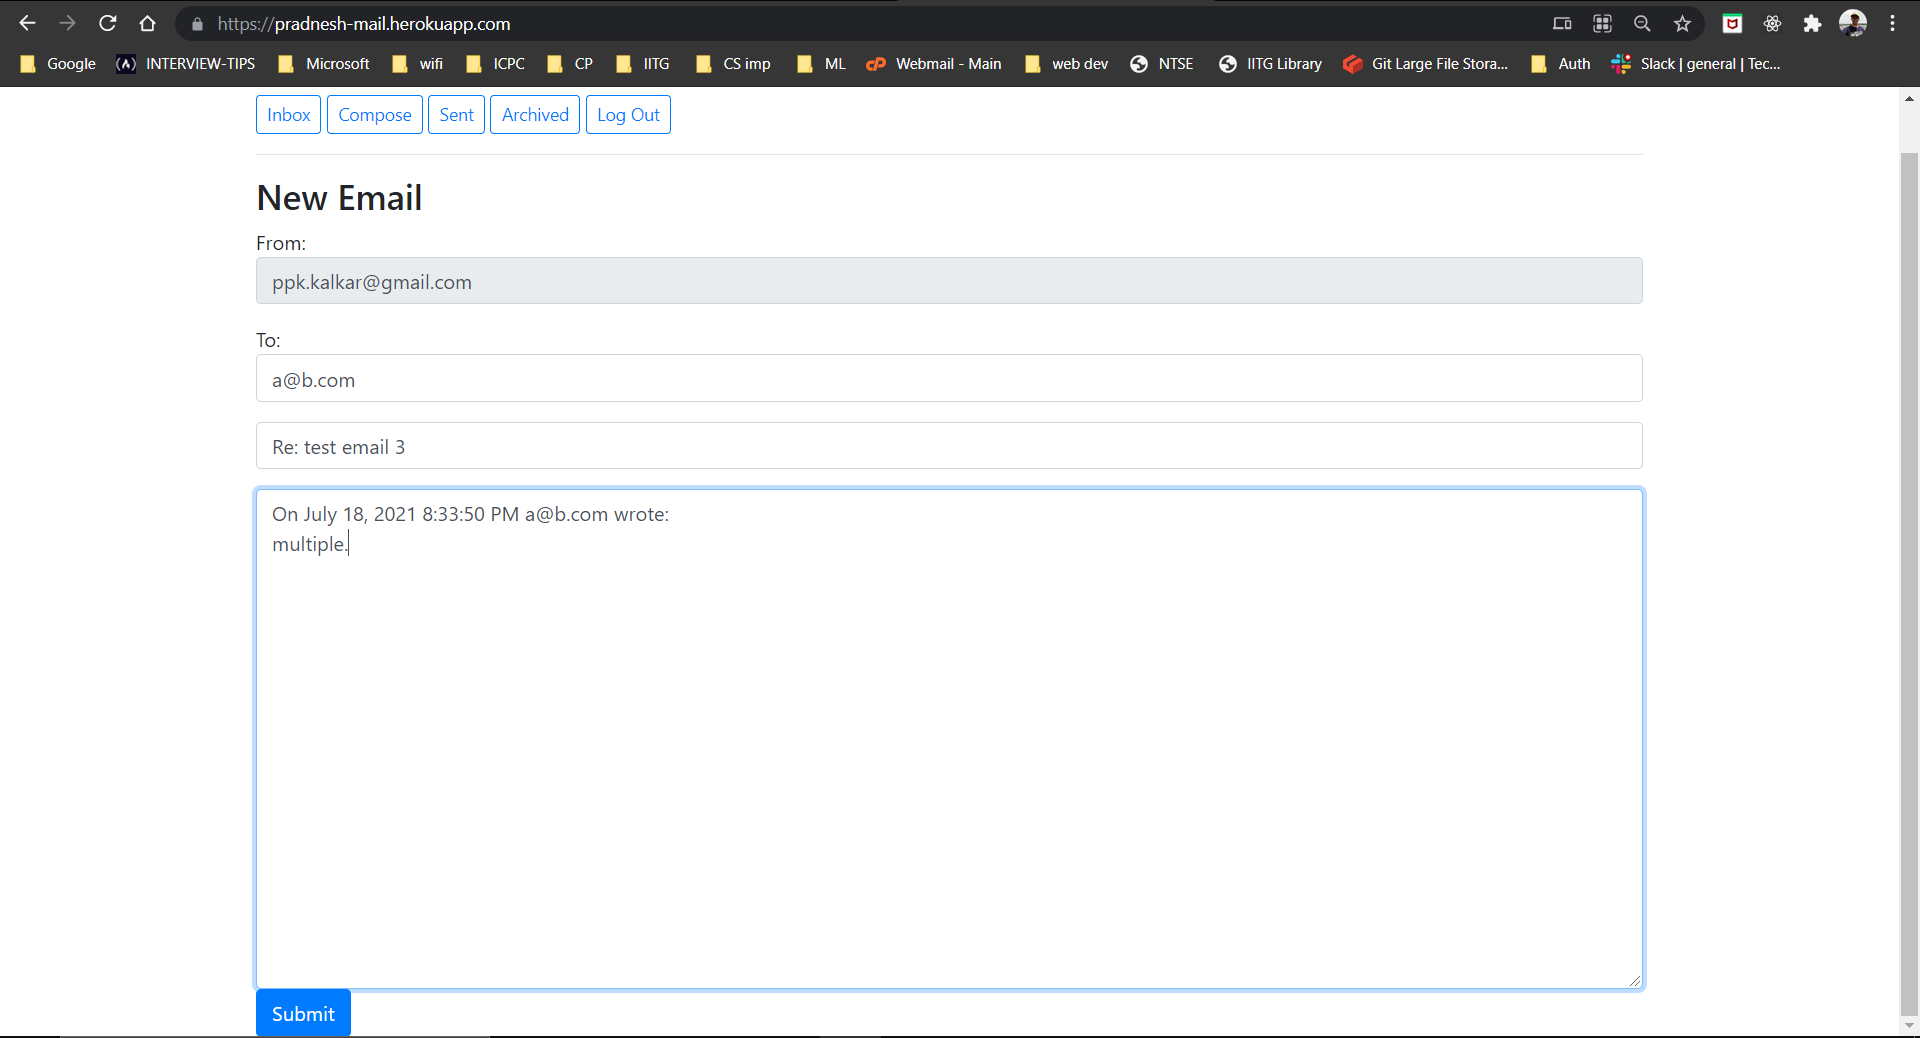 https://pradnesh-mail.herokuapp.com
Google INTERVIEW-TIPS Microsoft wifi ICPC CP IITG CS imp ML cP Webmail - Main web dev NTSE IITG Library Git Large File Stora... Auth Slack | general | Tec...
Inbox Compose Sent Archived Log Out
New Email
From:
ppk.kalkar@gmail.com
To:
a@b.com
Re: test email 3
On July 18, 2021 8:33:50 PM a@b.com wrote:
multiple.
Submit